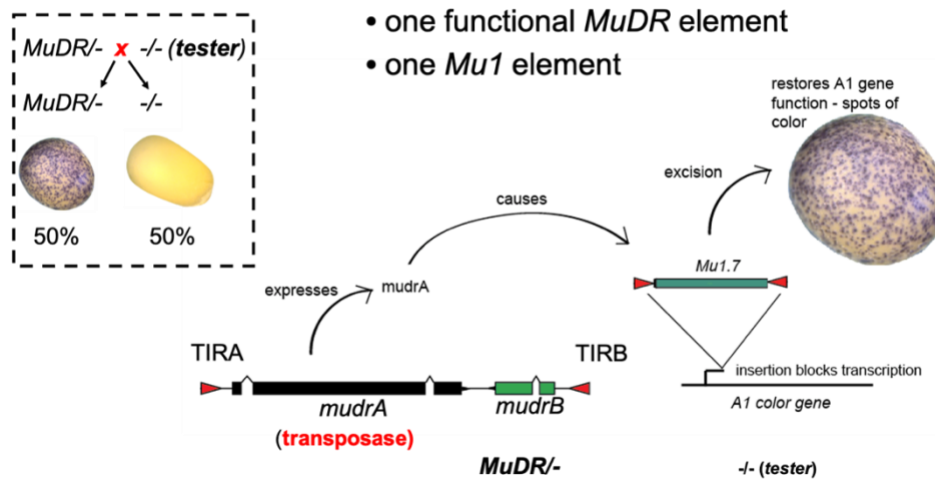 • one functional MuDR element
• one Mu1 element
MuDR/- x -/- (tester)
MuDR/- -/-
50% 50%
restores A1 gene
function - spots of
color
excision
causes
Mu1.7
expresses
mudrA
TIRA
TIRB
insertion blocks transcription
mudrA
mudrB
A1 color gene
(transposase)
MuDR/-
-/- (tester)